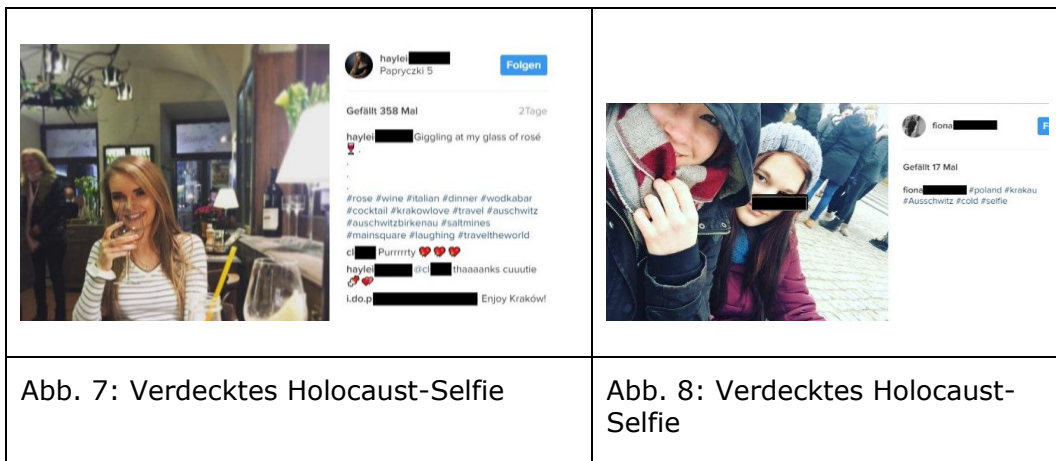 haylei
Papryczki 5
Folgen
Gefällt 358 Mal
2Tage
haylei Giggling at my glass of rosé
🍷 .
.
.
.
#rose #wine #italian #dinner #wodkabar
#cocktail #krakowlove #travel #auschwitz
#auschwitzbirkenau #saltmines
#mainsquare #laughing #traveltheworld
cl Purrrrrty 💖 💖 💖
haylei @cl thaaaanks cuuutie
i.do.p Enjoy Kraków!
Abb. 7: Verdecktes Holocaust-Selfie
fiona
F
Gefällt 17 Mal
fiona #poland #krakau
#Ausschwitz #cold #selfie
Abb. 8: Verdecktes Holocaust-
Selfie